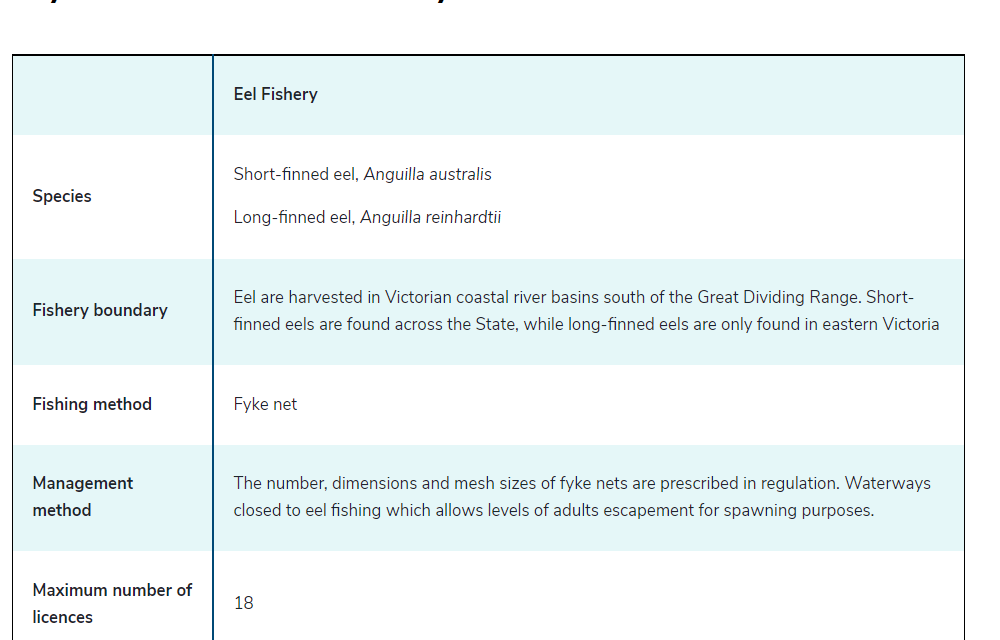 Eel Fishery
Species
Short-finned eel, Anguilla australis
Long-finned eel, Anguilla reinhardtii
Fishery boundary
Eel are harvested in Victorian coastal river basins south of the Great Dividing Range. Short-
finned eels are found across the State, while long-finned eels are only found in eastern Victoria
Fishing method
Fyke net
Management
method
The number, dimensions and mesh sizes of fyke nets are prescribed in regulation. Waterways
closed to eel fishing which allows levels of adults escapement for spawning purposes.
Maximum number of
licences
18